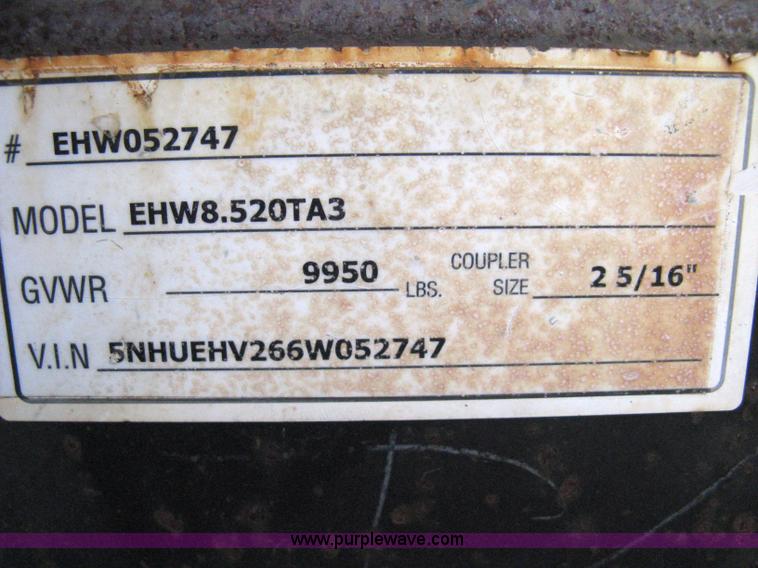 # EHW052747
MODEL EHW8.520TA3
GVWR 9950 LBS. COUPLER SIZE 2 5/16"
V.I.N 5NHUEHV266W052747
www.purplewave.com